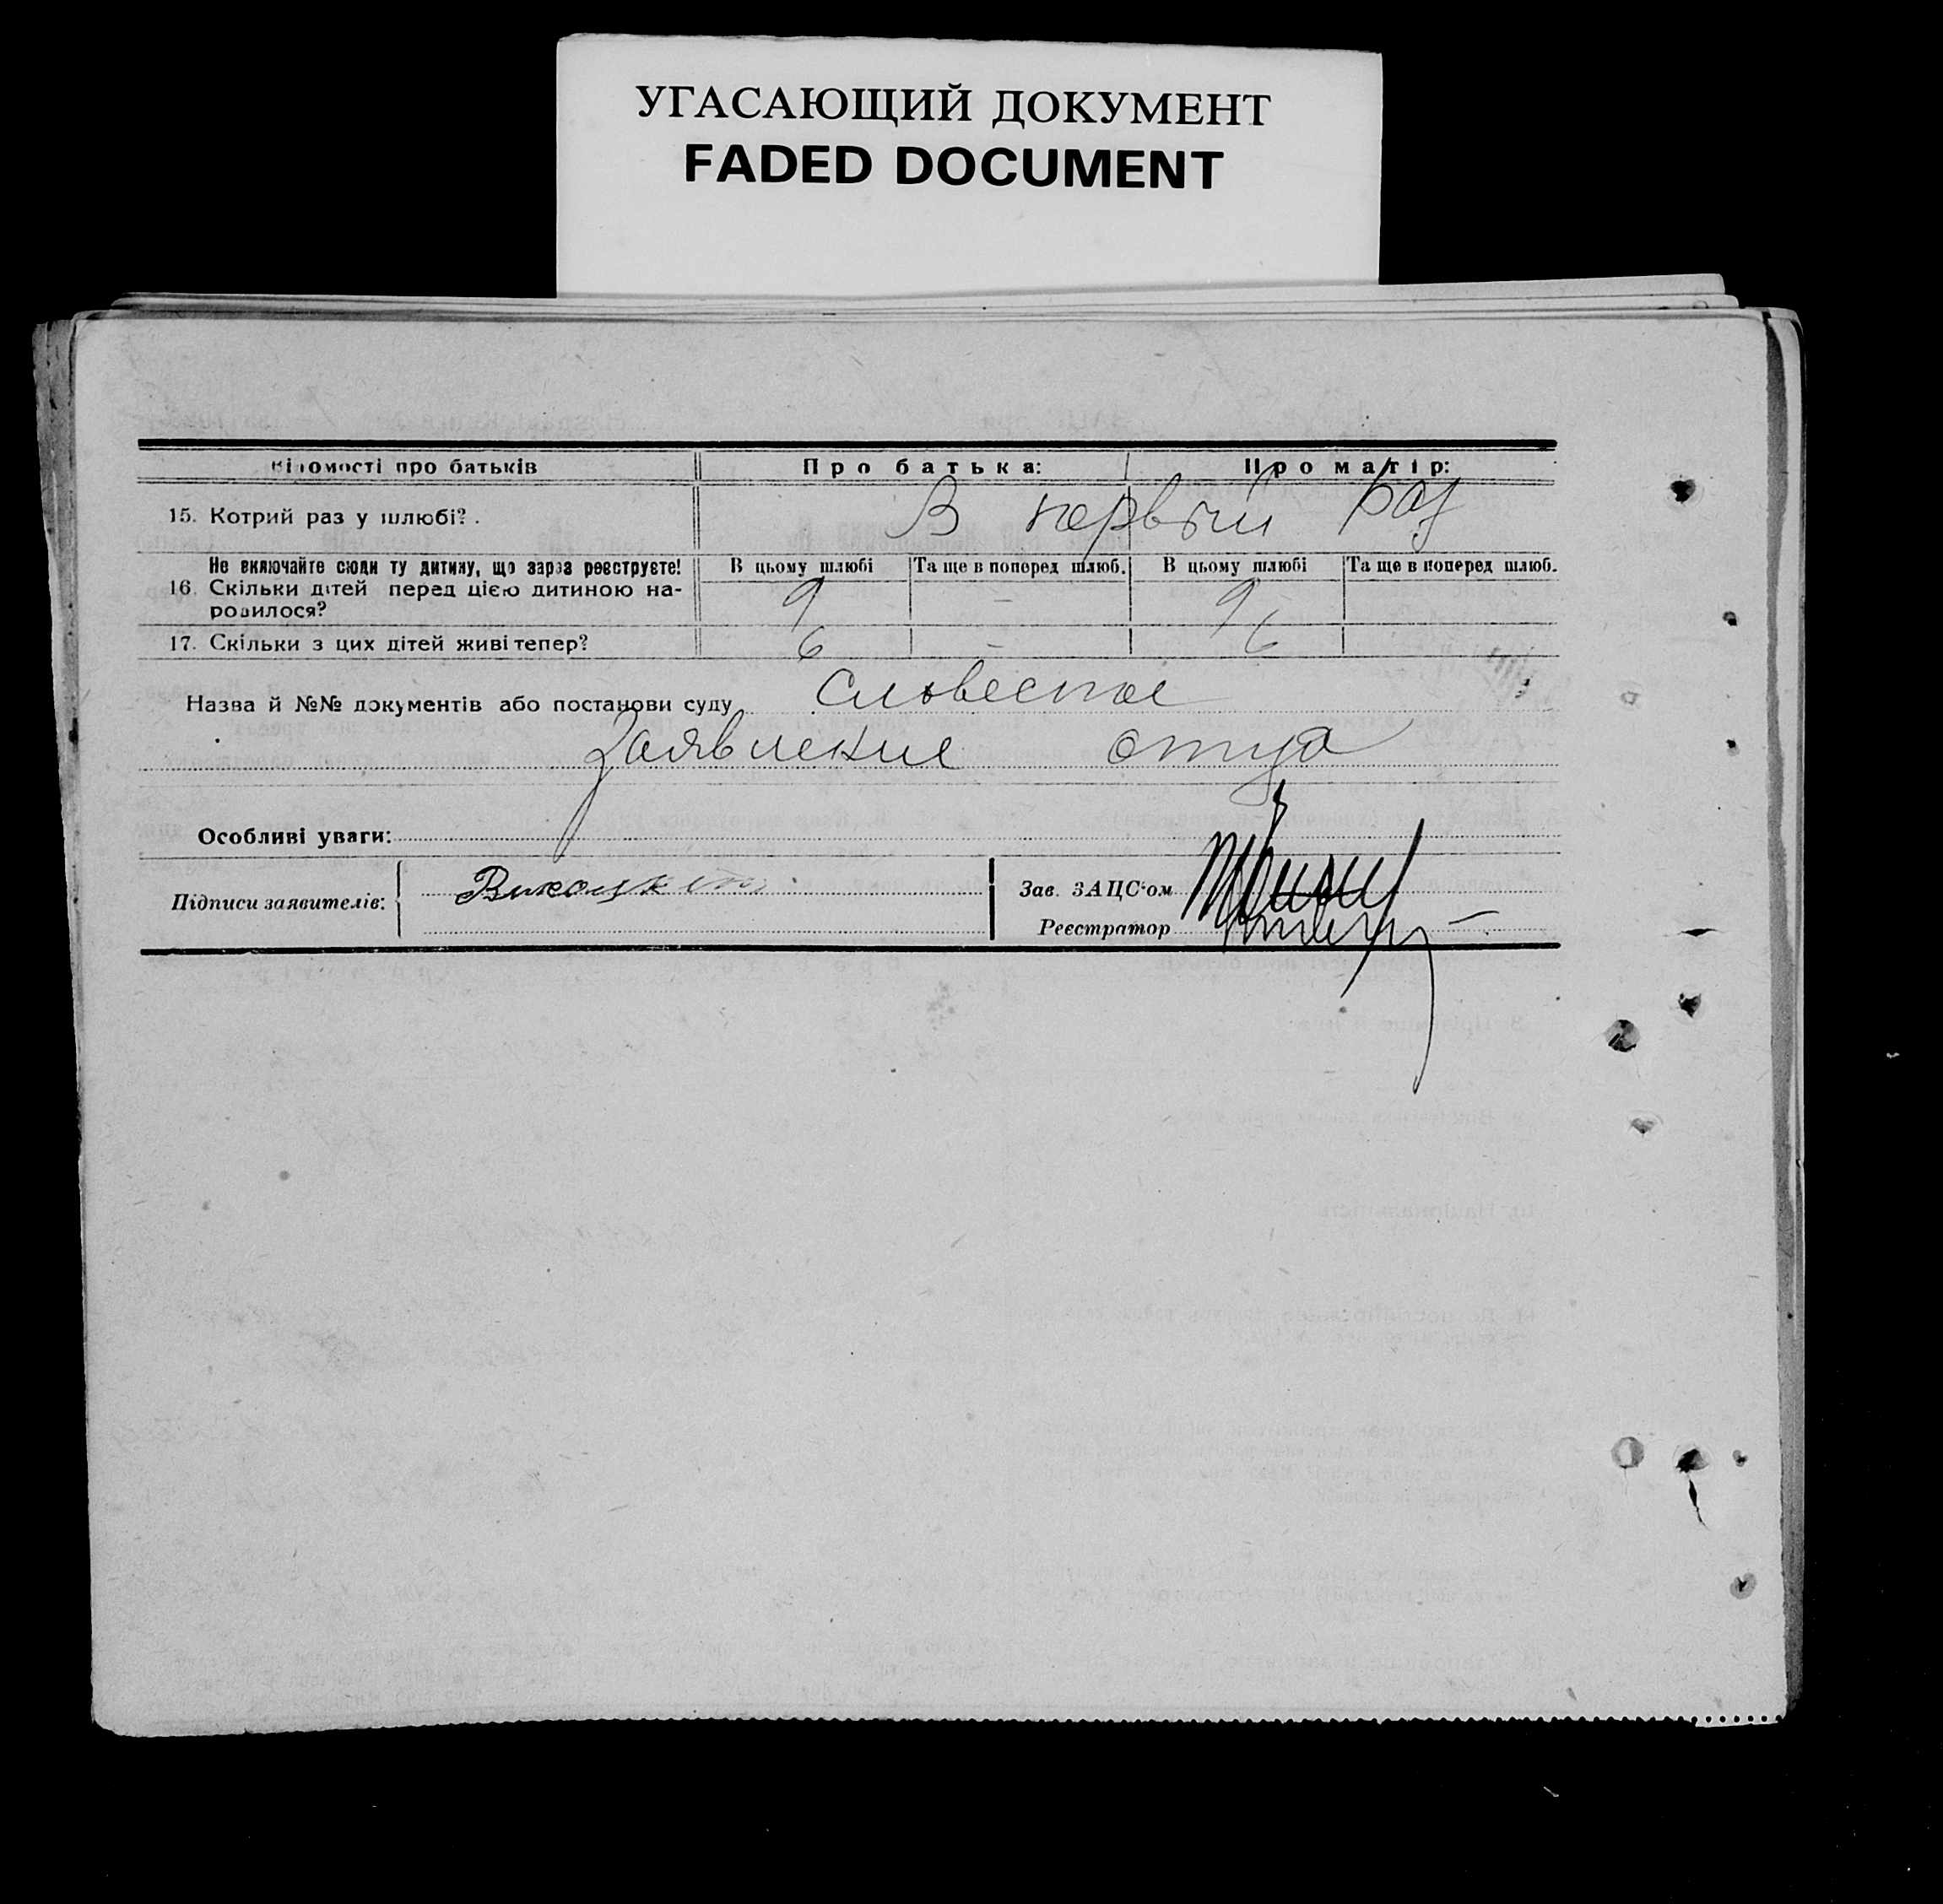 УГАСАЮЩИЙ ДОКУМЕНТ
FADED DOCUMENT
Відомості про батьків Про батька: Про матір:
15. Котрий раз у шлюбі? . В первый раз
Не включайте сюди ту дитину, що зараз реєструєте! В цьому шлюбі Та ще в поперед шлюб. В цьому шлюбі Та ще в поперед шлюб.
16. Скільки дітей перед цією дитиною на-
родилося? 9 – 9 –
17. Скільки з цих дітей живі тепер? 6 – 6
Назва й №№ документів або постанови суду словесное
Заявление отца
Особливі уваги:
Підписи заявителів: Зав. ЗАЦС'ом
Реєстратор